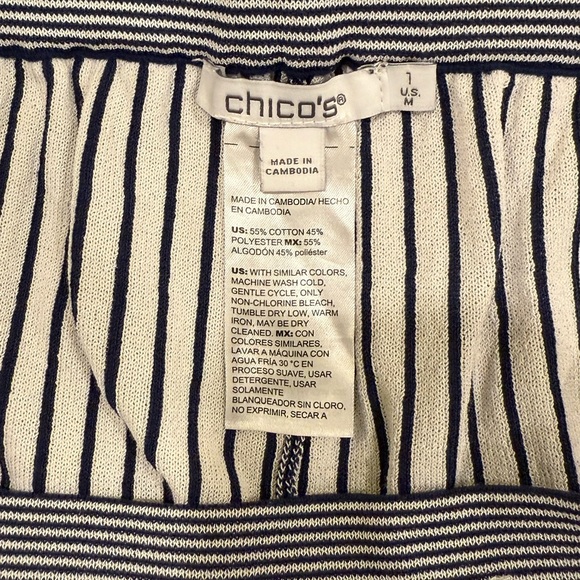 chico's®
1
U.S.
M
MADE IN
CAMBODIA
MADE IN CAMBODIA/ HECHO
EN CAMBODIA
US: 55% COTTON 45%
POLYESTER MX: 55%
ALGODÓN 45% poliéster
US: WITH SIMILAR COLORS,
MACHINE WASH COLD,
GENTLE CYCLE, ONLY
NON-CHLORINE BLEACH,
TUMBLE DRY LOW, WARM
IRON, MAY BE DRY
CLEANED. MX: CON
COLORES SIMILARES,
LAVAR A MÁQUINA CON
AGUA FRÍA 30 °C EN
PROCESO SUAVE, USAR
DETERGENTE, USAR
SOLAMENTE
BLANQUEADOR SIN CLORO,
NO EXPRIMIR, SECAR A